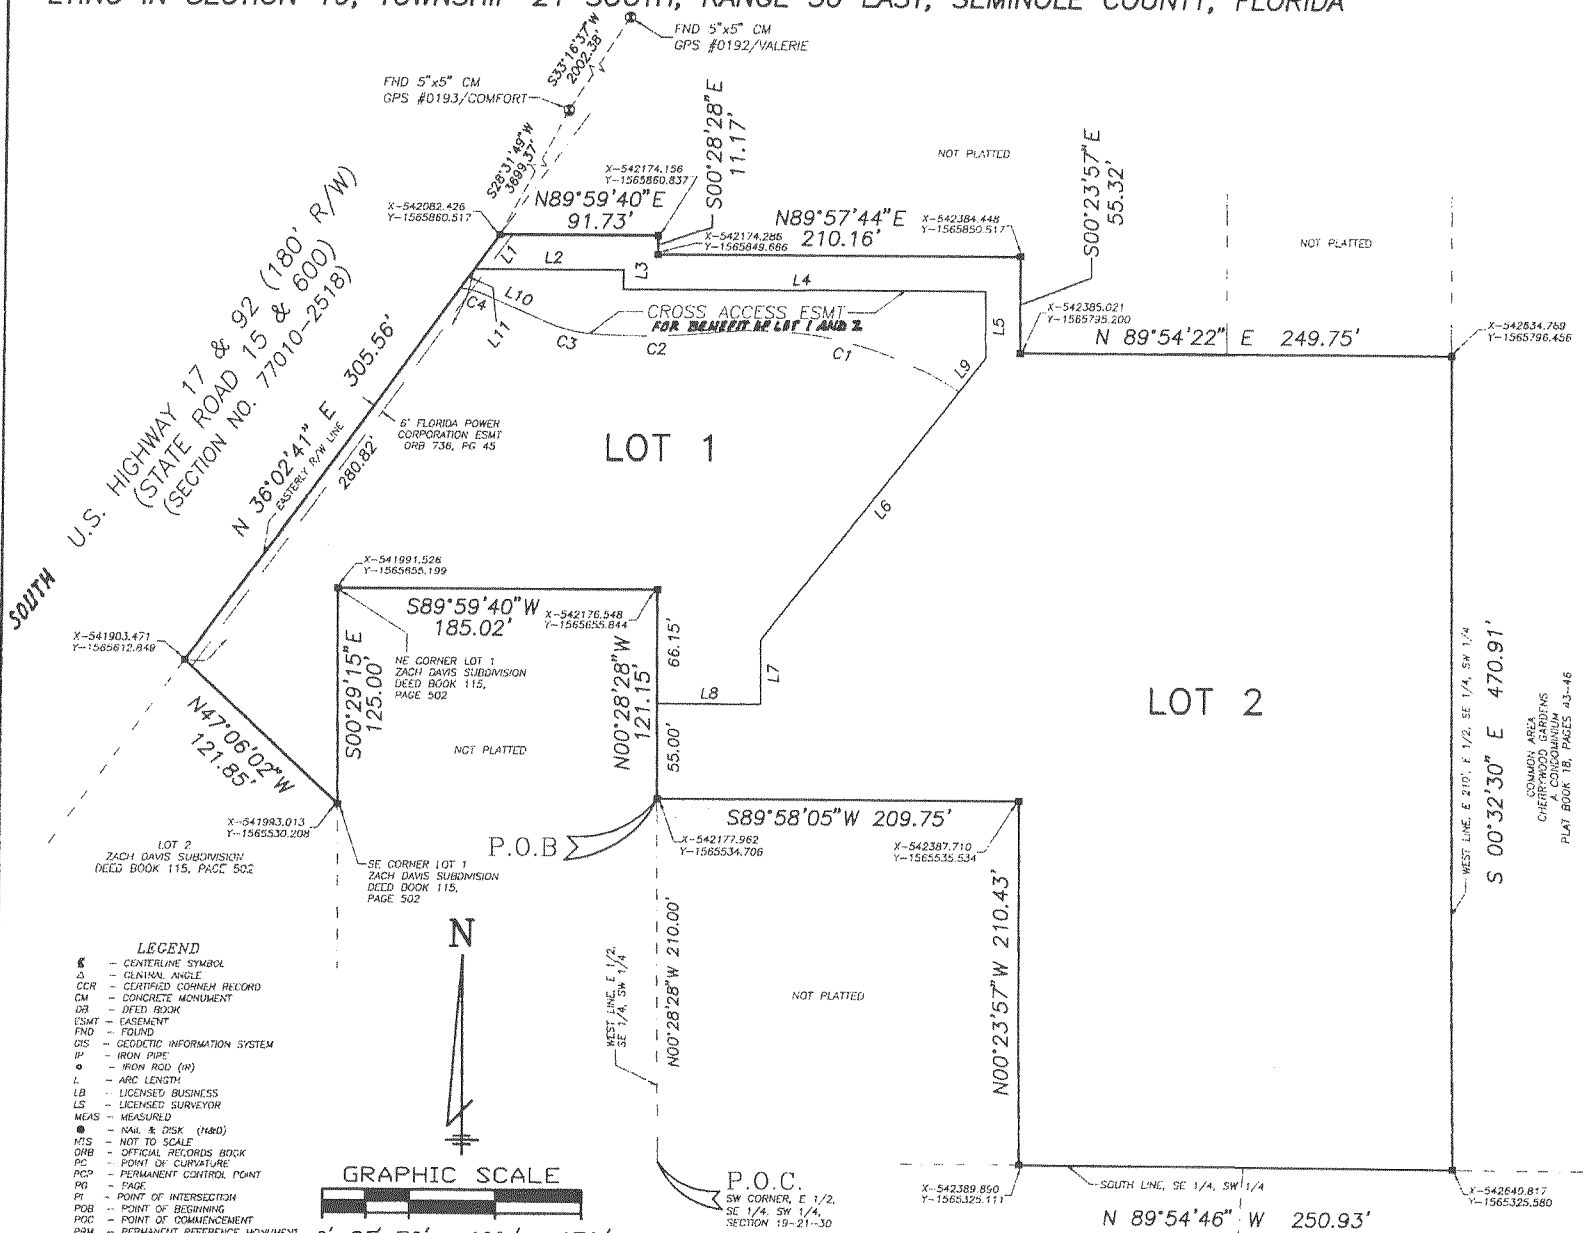 IN SECTION 19, TOWNSHIP 21 SOUTH, RANGE 30 EAST, SEMINOLE COUNTY, FLORIDA
FND 5"x5" CM
GPS #0192/VALERIE
S33°16'37"W
2002.38'
FND 5"x5" CM
GPS #0193/COMFORT
S28°31'49"W
3699.37'
X-542174.156
Y-1565860.837
S00°28'28"E
11.17'
NOT PLATTED
S00°23'57"E
55.32'
X-542082.426
Y-1565860.517
N89°59'40"E
91.73'
X-542174.286
Y-1565849.666
N89°57'44"E
210.16'
X-542384.448
Y-1565850.517
NOT PLATTED
L1
L2
L3
L4
L5
L10
C4
L11
C3
C2
C1
L9
CROSS ACCESS ESMT
FOR BENEFIT OF LOT 1 AND 2
X-542385.021
Y-1565795.200
N 89°54'22" E 249.75'
X-542634.769
Y-1565796.456
SOUTH U.S. HIGHWAY 17 & 92 (180' R/W)
(STATE ROAD 15 & 600)
(SECTION NO. 77010-2518)
N 36°02'41" E 305.56'
EASTERLY R/W LINE
280.82'
6' FLORIDA POWER
CORPORATION ESMT
ORB 736, PG 45
LOT 1
L6
X-541991.526
Y-1565655.199
S89°59'40"W
185.02'
X-542176.548
Y-1565655.844
X-541903.471
Y-1565612.849
NE CORNER LOT 1
ZACH DAVIS SUBDIVISION
DEED BOOK 115,
PAGE 502
S00°29'15"E
125.00'
NOT PLATTED
N00°28'28"W
121.15'
66.15'
55.00'
L7
L8
LOT 2
WEST LINE, E 210', E 1/2, SE 1/4, SW 1/4
S 00°32'30" E 470.91'
COMMON AREA
CHERRYWOOD GARDENS
A CONDOMINIUM
PLAT BOOK 18, PAGES 43-46
N47°06'02"W
121.85'
X-541993.013
Y-1565530.208
P.O.B
S89°58'05"W 209.75'
X-542177.962
Y-1565534.706
X-542387.710
Y-1565535.534
LOT 2
ZACH DAVIS SUBDIVISION
DEED BOOK 115, PAGE 502
SE CORNER LOT 1
ZACH DAVIS SUBDIVISION
DEED BOOK 115,
PAGE 502
N
WEST LINE, E 1/2,
SE 1/4, SW 1/4
N00°28'28"W 210.00'
NOT PLATTED
N00°23'57"W 210.43'
LEGEND
- CENTERLINE SYMBOL
Δ - CENTRAL ANGLE
CCR - CERTIFIED CORNER RECORD
CM - CONCRETE MONUMENT
DB - DEED BOOK
ESMT - EASEMENT
FND - FOUND
GIS - GEODETIC INFORMATION SYSTEM
IP - IRON PIPE
- IRON ROD (IR)
L - ARC LENGTH
LB - LICENSED BUSINESS
LS - LICENSED SURVEYOR
MEAS - MEASURED
- NAIL & DISK (N&D)
NTS - NOT TO SCALE
ORB - OFFICIAL RECORDS BOOK
PC - POINT OF CURVATURE
PCP - PERMANENT CONTROL POINT
PG - PAGE
PI - POINT OF INTERSECTION
POB - POINT OF BEGINNING
POC - POINT OF COMMENCEMENT
PRM - PERMANENT REFERENCE MONUMENT
GRAPHIC SCALE
P.O.C.
SW CORNER, E 1/2,
SE 1/4, SW 1/4,
SECTION 19-21-30
X-542389.890
Y-1565325.111
SOUTH LINE, SE 1/4, SW 1/4
N 89°54'46" W 250.93'
X-542640.817
Y-1565325.580